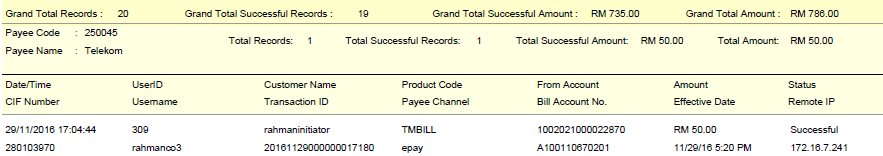 Grand Total Records : 20 Grand Total Successful Records : 19 Grand Total Successful Amount : RM 735.00 Grand Total Amount : RM 786.00
Payee Code : 250045
Total Records: 1 Total Successful Records: 1 Total Successful Amount: RM 50.00 Total Amount: RM 50.00
Payee Name : Telekom
Date/Time UserID Customer Name Product Code From Account Amount Status
CIF Number Username Transaction ID Payee Channel Bill Account No. Effective Date Remote IP
29/11/2016 17:04:44 309 rahmaninitiator TMBILL 1002021000022870 RM 50.00 Successful
280103970 rahmanco3 20161129000000017180 epay A100110670201 11/29/16 5:20 PM 172.16.7.241